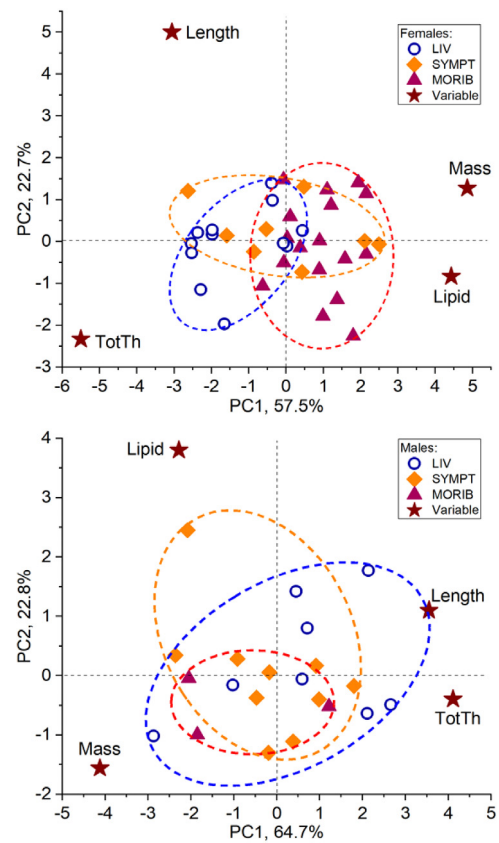 Females:
LIV
SYMPT
MORIB
Variable
Length
Mass
Lipid
TotTh
PC2, 22.7%
5
4
3
2
1
0
-1
-2
-3
-6 -5 -4 -3 -2 -1 0 1 2 3 4 5
PC1, 57.5%
Males:
LIV
SYMPT
MORIB
Variable
Lipid
Length
TotTh
Mass
PC2, 22.8%
4
3
2
1
0
-1
-2
-5 -4 -3 -2 -1 0 1 2 3 4 5
PC1, 64.7%